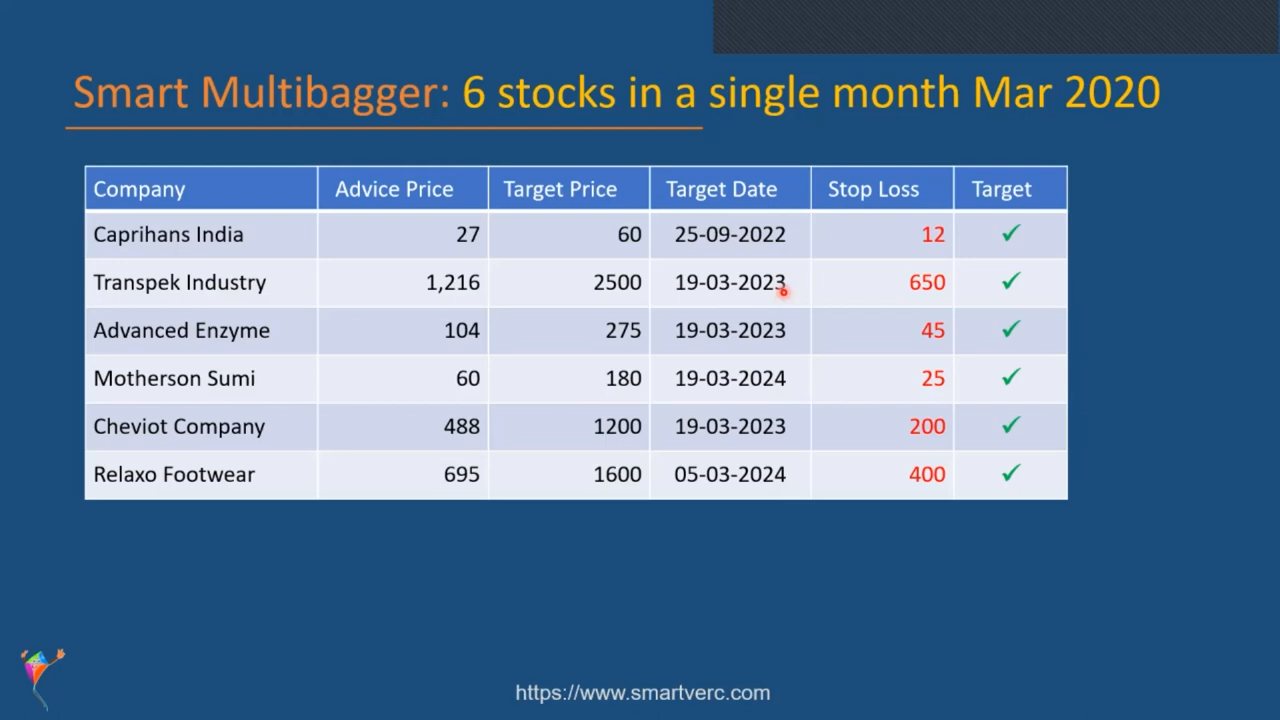 Smart Multibagger: 6 stocks in a single month Mar 2020
Company Advice Price Target Price Target Date Stop Loss Target
Caprihans India 27 60 25-09-2022 12 ✓
Transpek Industry 1,216 2500 19-03-2023 650 ✓
Advanced Enzyme 104 275 19-03-2023 45 ✓
Motherson Sumi 60 180 19-03-2024 25 ✓
Cheviot Company 488 1200 19-03-2023 200 ✓
Relaxo Footwear 695 1600 05-03-2024 400 ✓
https://www.smartverc.com